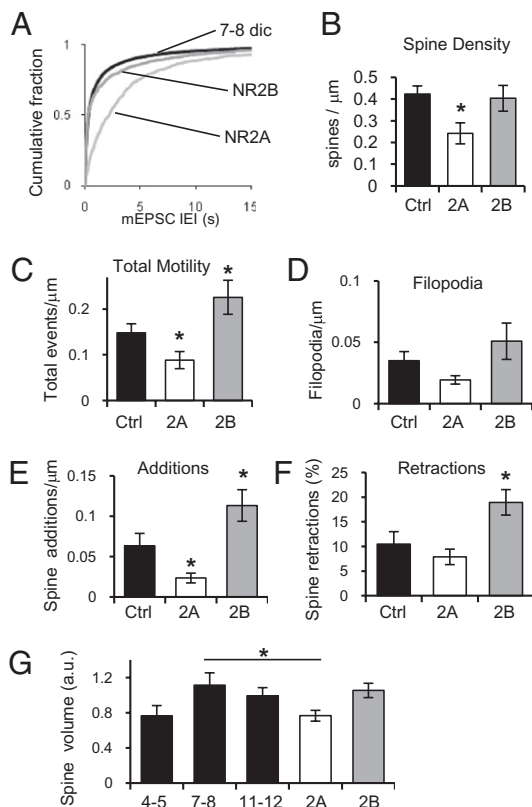 A
Cumulative fraction
1
0.5
0
7-8 dic
NR2B
NR2A
0 5 10 15
mEPSC IEI (s)
B
Spine Density
spines / μm
0.5
0.4
0.3
0.2
0.1
0
*
Ctrl 2A 2B
C
Total Motility
Total events/μm
0.2
0.1
0
*
*
Ctrl 2A 2B
D
Filopodia
Filopodia/μm
0.1
0.05
0
Ctrl 2A 2B
E
Additions
Spine additions/μm
0.15
0.1
0.05
0
*
*
Ctrl 2A 2B
F
Retractions
Spine retractions (%)
25
20
15
10
5
0
*
Ctrl 2A 2B
G
Spine volume (a.u.)
1.2
0.8
0.4
0
*
4-5 7-8 11-12 2A 2B